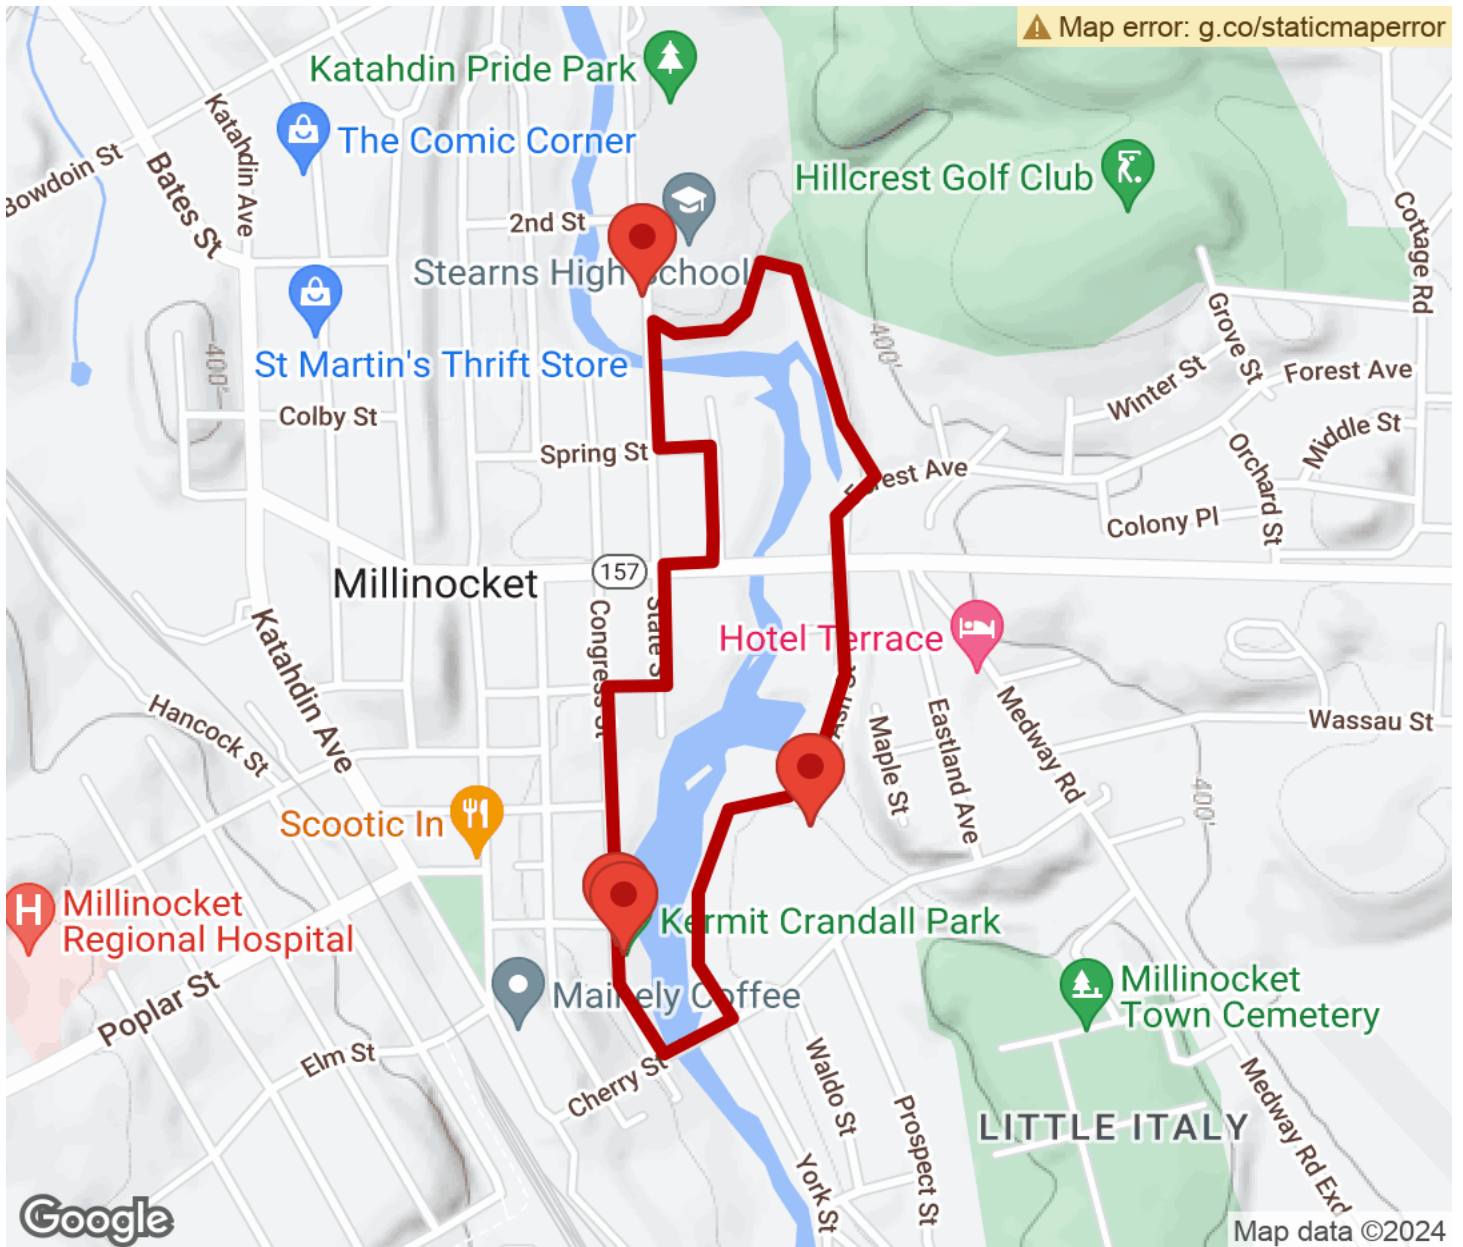 Map error: g.co/staticmaperror
Katahdin Pride Park
The Comic Corner
Katahdin Ave
Bowdoin St
Bates St
Hillcrest Golf Club
Cottage Rd
2nd St
Stearns High School
St Martin's Thrift Store
400'
400'
Grove St
Forest Ave
Winter St
Colby St
Spring St
Middle St
Orchard St
Forest Ave
Colony Pl
157
Millinocket
State S
Congress St
Hotel Terrace
Katahdin Ave
Ash St
Maple St
Eastland Ave
Medway Rd
Wassau St
Hancock St
400'
Scootic In
Millinocket
Regional Hospital
Kermit Crandall Park
Mainely Coffee
Millinocket
Town Cemetery
Poplar St
Elm St
Cherry St
Waldo St
Prospect St
York St
LITTLE ITALY
Medway Rd Exd
Google
Map data ©2024